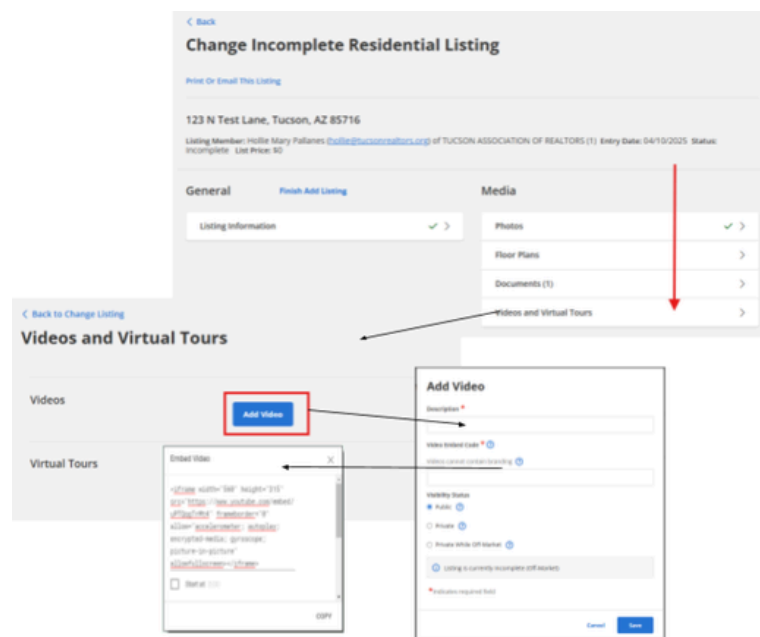 < Back
Change Incomplete Residential Listing
Print Or Email This Listing
123 N Test Lane, Tucson, AZ 85716
Listing Member: Hollie Mary Pallanes (hollie@tucsonrealtors.org) of TUCSON ASSOCIATION OF REALTORS (1) Entry Date: 04/10/2025 Status:
Incomplete List Price: $0
General Finish Add Listing
Listing Information
Media
Photos
Floor Plans
Documents (1)
Videos and Virtual Tours
< Back to Change Listing
Videos and Virtual Tours
Videos
Add Video
Virtual Tours
Add Video
Description *
Video Embed Code *
Videos cannot contain branding
Visibility Status
Public
Private
Private While Off-Market
Listing is currently Incomplete (Off-Market)
*Indicates required field
Cancel Save
Embed Video
<iframe width="560" height="315"
src="https://www.youtube.com/embed/
frameborder="0"
allow="accelerometer; autoplay;
encrypted-media; gyroscope;
picture-in-picture"
allowfullscreen></iframe>
Start at
COPY